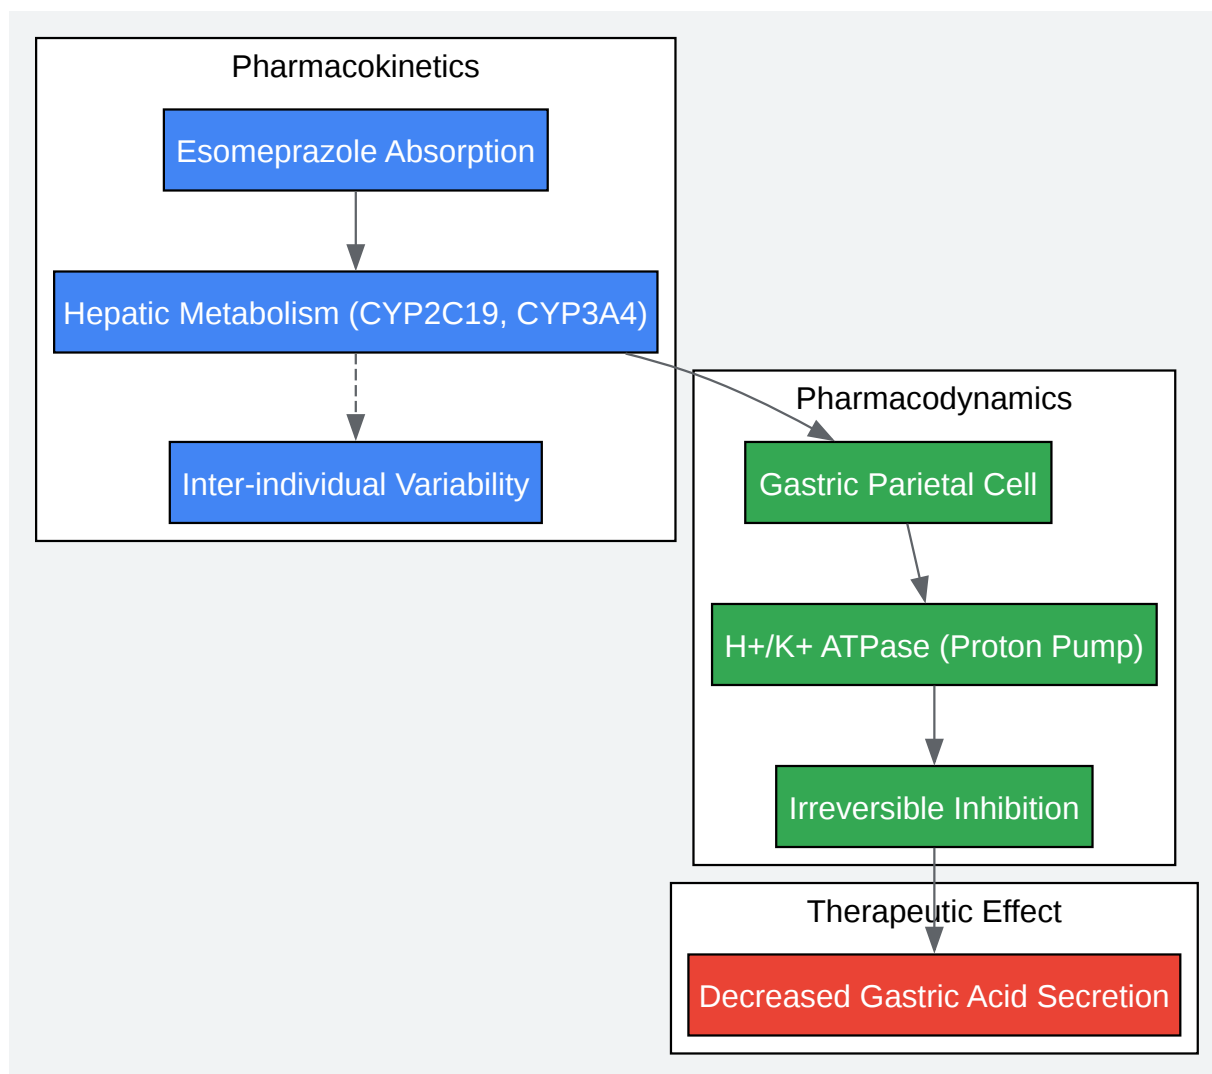 Pharmacokinetics
Esomeprazole Absorption
Hepatic Metabolism (CYP2C19, CYP3A4)
Inter-individual Variability
Pharmacodynamics
Gastric Parietal Cell
H+/K+ ATPase (Proton Pump)
Irreversible Inhibition
Therapeutic Effect
Decreased Gastric Acid Secretion